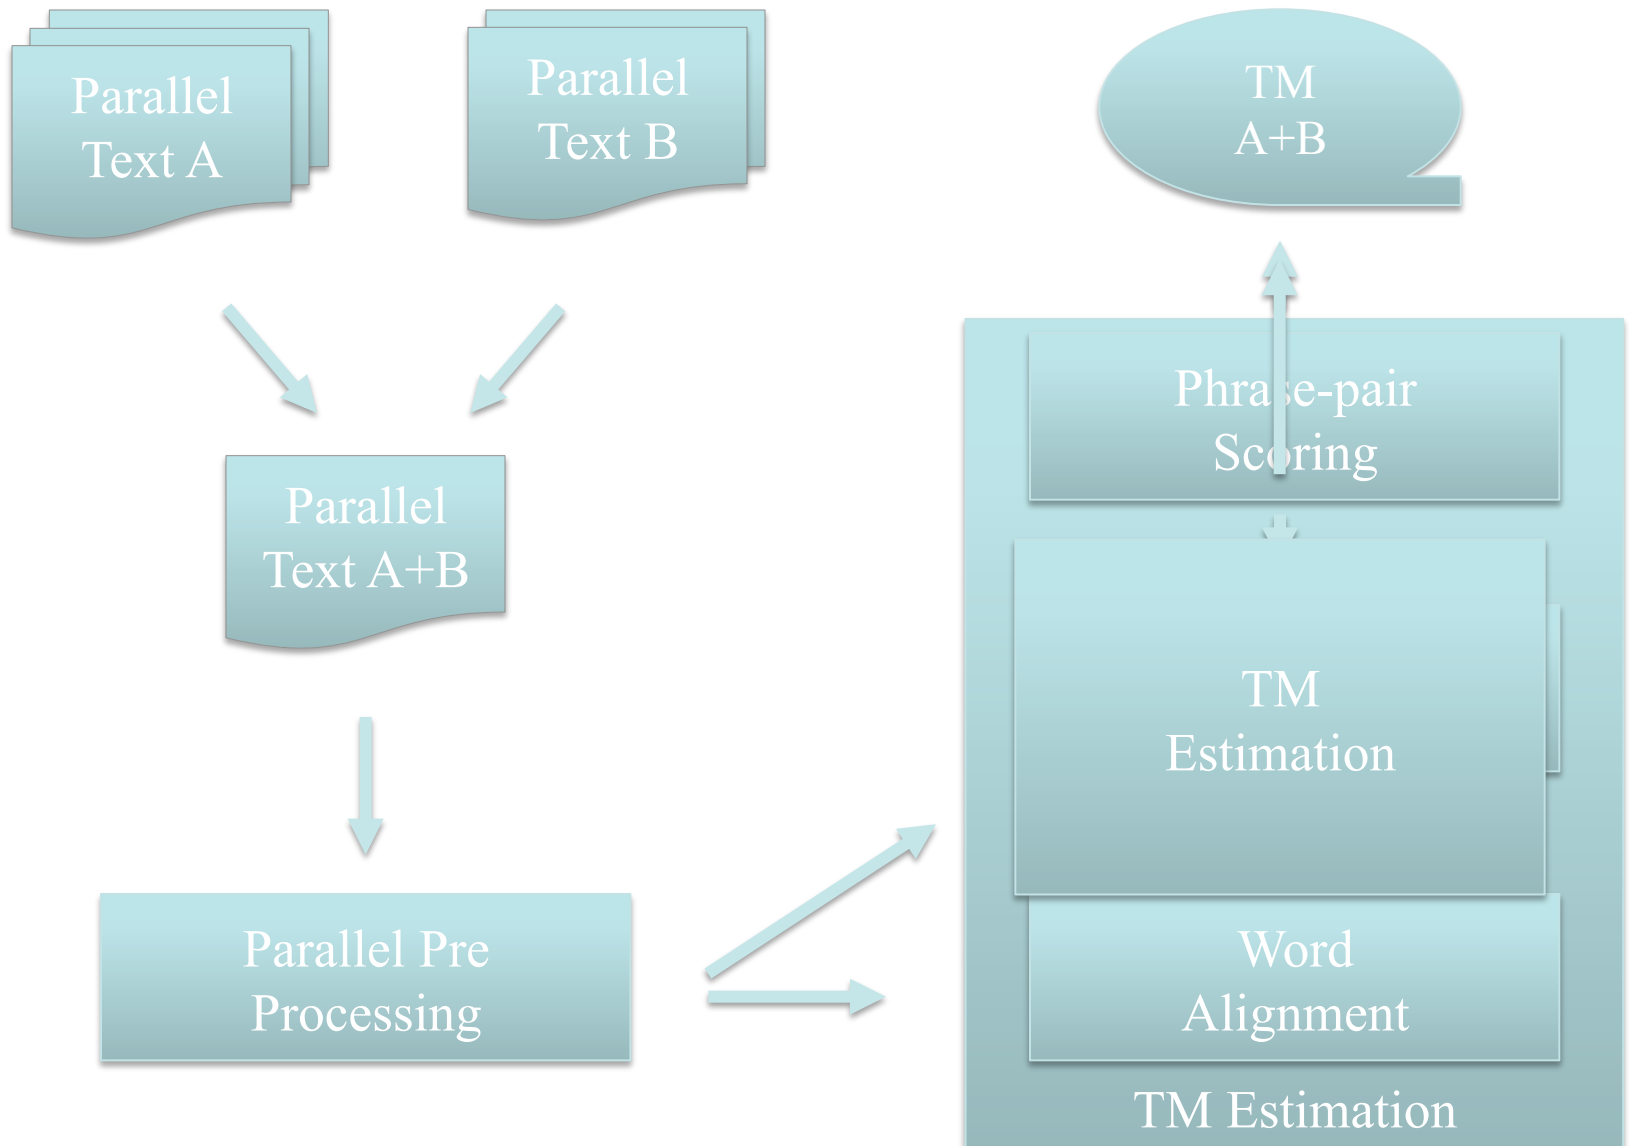 Parallel
Text A
Parallel
Text B
TM
A+B
Parallel
Text A+B
Parallel Pre
Processing
Phrase-pair
Scoring
TM
Estimation
Word
Alignment
TM Estimation